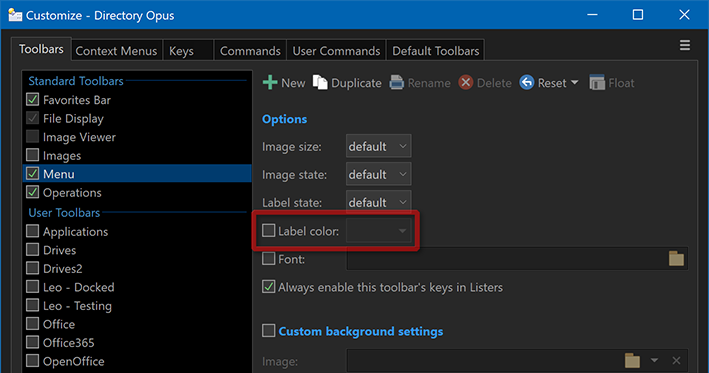 Customize - Directory Opus
Toolbars Context Menus Keys Commands User Commands Default Toolbars
New Duplicate Rename Delete Reset Float
Standard Toolbars
Favorites Bar
File Display
Image Viewer
Images
Menu
Operations
User Toolbars
Applications
Drives
Drives2
Leo - Docked
Leo - Testing
Office
Office365
OpenOffice
Options
Image size: default
Image state: default
Label state: default
Label color:
Font:
Always enable this toolbar's keys in Listers
Custom background settings
Image: